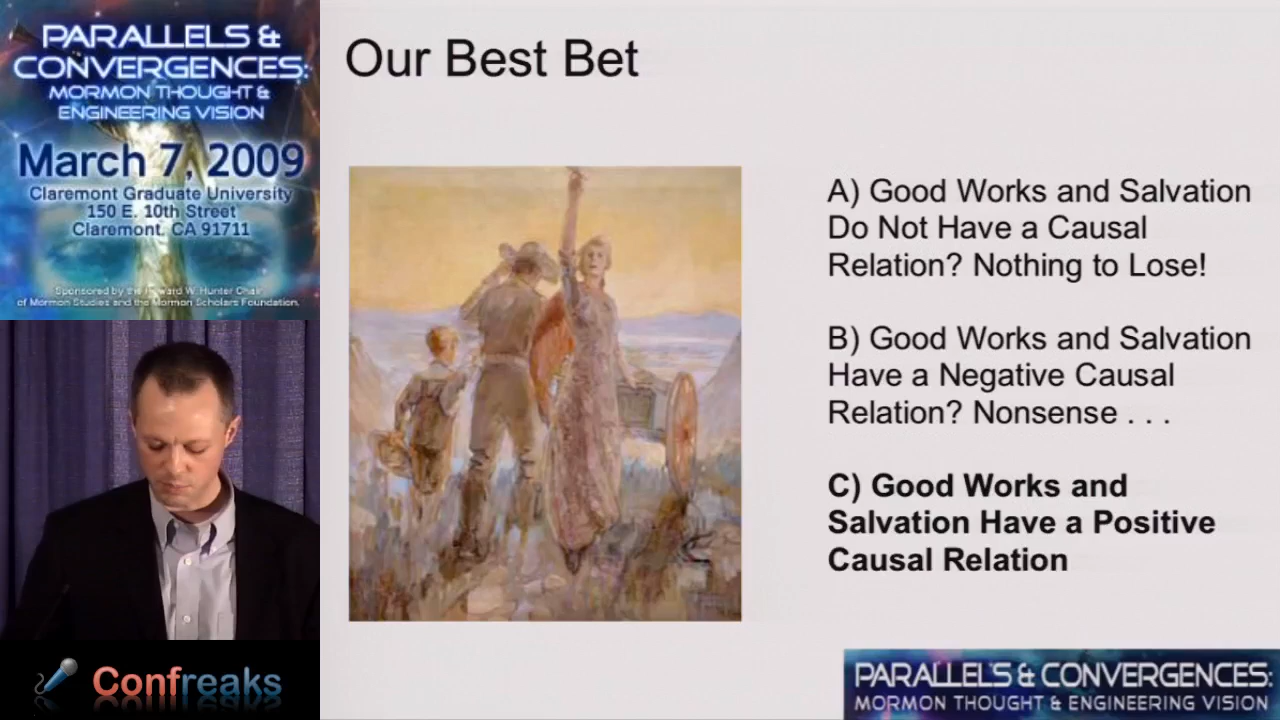 PARALLELS &
CONVERGENCES:
MORMON THOUGHT &
ENGINEERING VISION
March 7, 2009
Claremont Graduate University
150 E. 10th Street
Claremont, CA 91711
Sponsored by the Howard W. Hunter Chair
of Mormon Studies and the Mormon Scholars Foundation.
Confreaks
Our Best Bet
A) Good Works and Salvation
Do Not Have a Causal
Relation? Nothing to Lose!
B) Good Works and Salvation
Have a Negative Causal
Relation? Nonsense . . .
C) Good Works and
Salvation Have a Positive
Causal Relation
PARALLELS & CONVERGENCES:
MORMON THOUGHT & ENGINEERING VISION